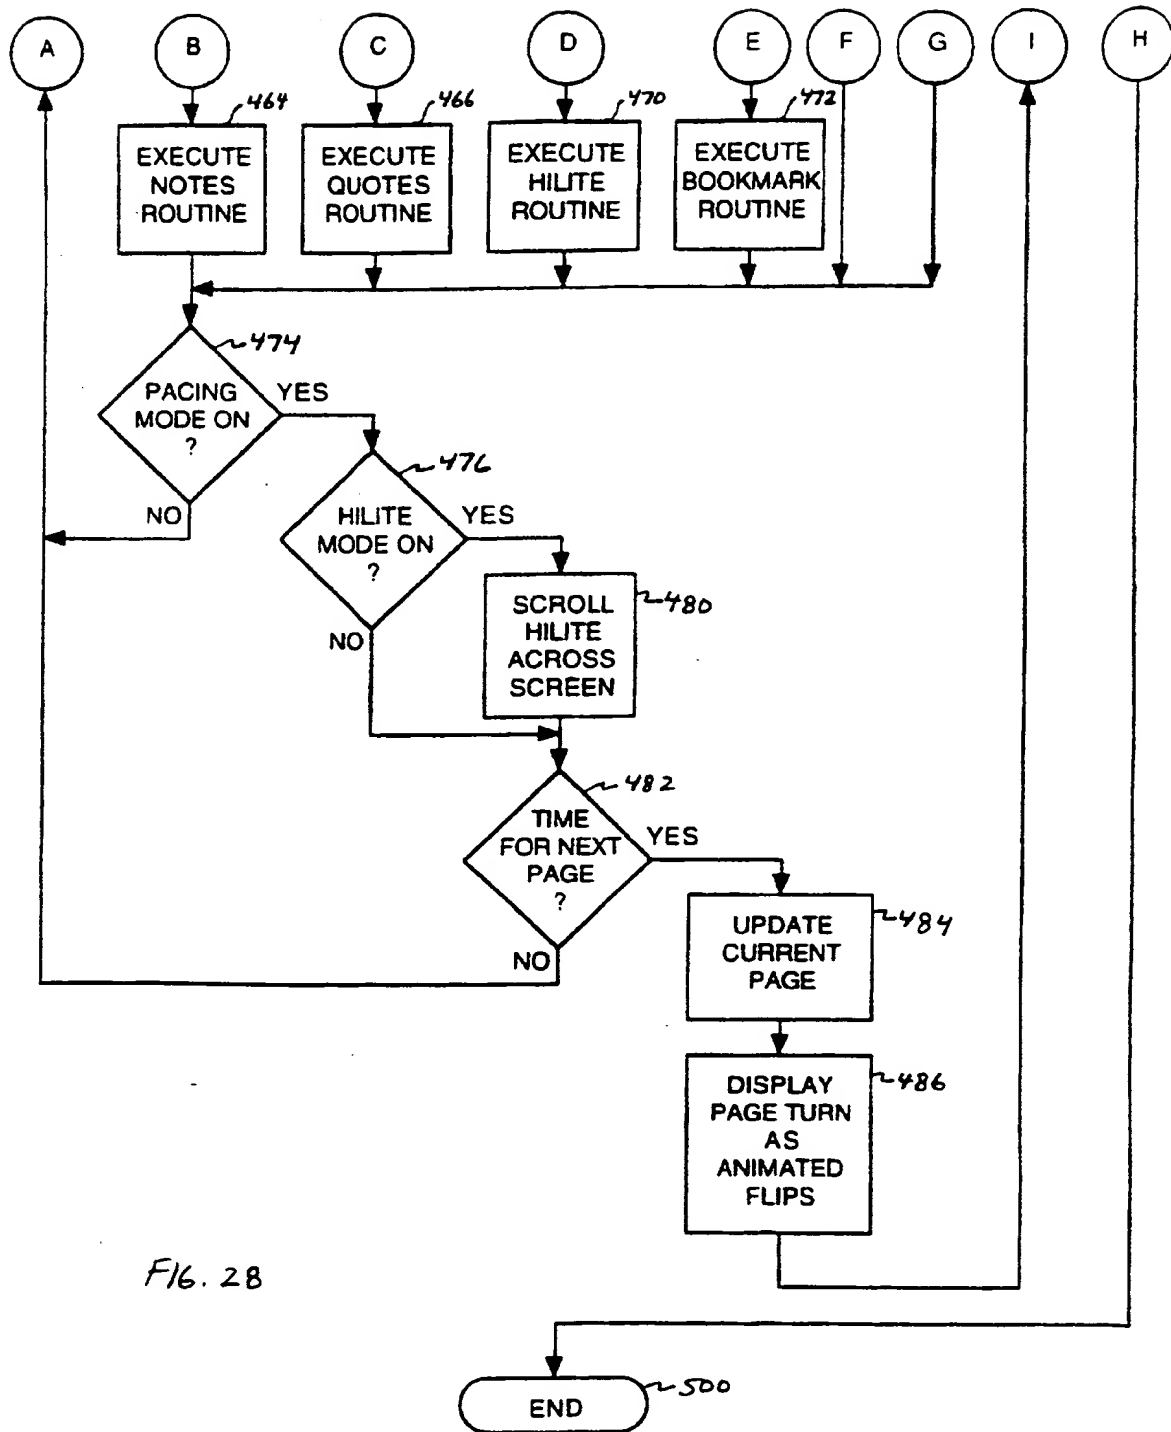 A
B
C
D
E
F
G
I
H
464
466
470
472
EXECUTE
NOTES
ROUTINE
EXECUTE
QUOTES
ROUTINE
EXECUTE
HILITE
ROUTINE
EXECUTE
BOOKMARK
ROUTINE
474
PACING
MODE ON
?
YES
NO
476
HILITE
MODE ON
?
YES
NO
480
SCROLL
HILITE
ACROSS
SCREEN
482
TIME
FOR NEXT
PAGE
?
YES
NO
484
UPDATE
CURRENT
PAGE
486
DISPLAY
PAGE TURN
AS
ANIMATED
FLIPS
FIG. 28
500
END